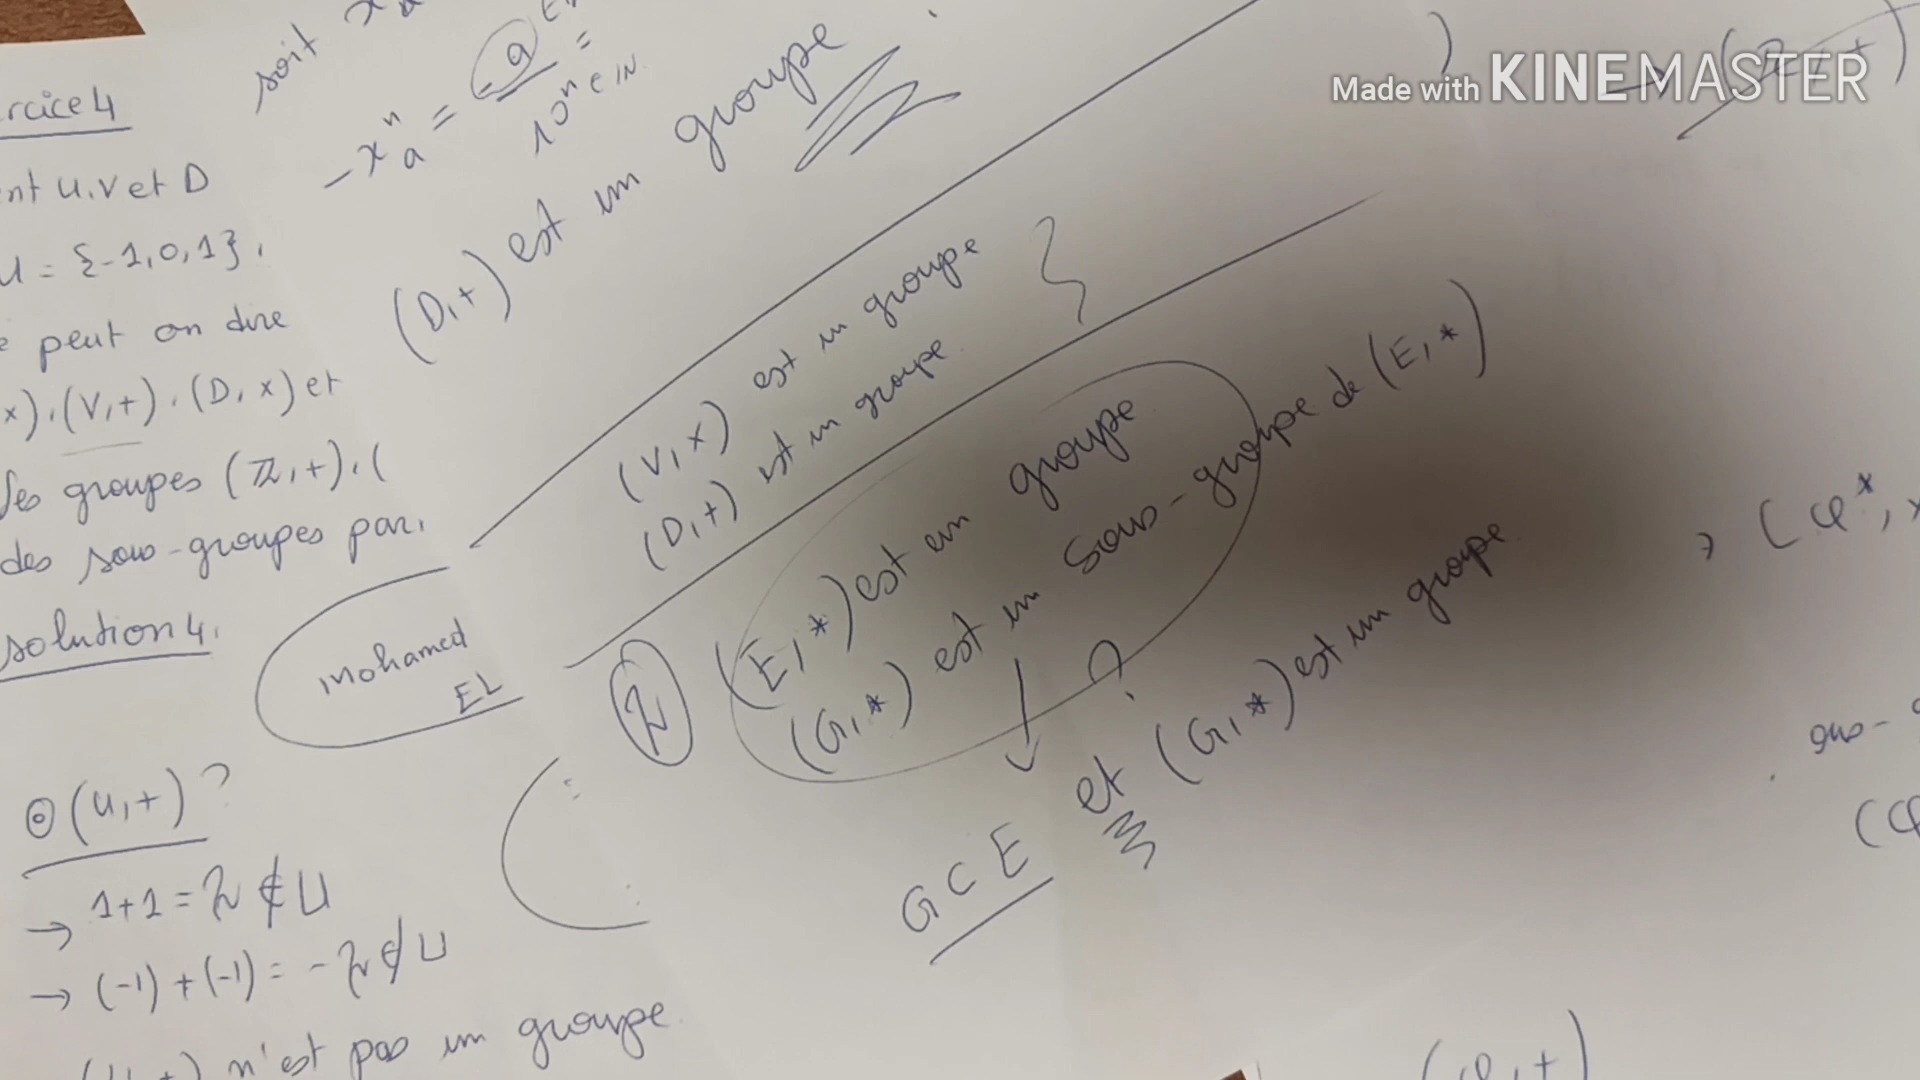 Made with KINEMASTER
rcice 4
nt U.V et D
U = {-1,0,1},
e peut on dire
x).(V,+).(D,x) et
des groupes (ℤ,+).(
des sous-groupes par
solution 4.
Mohamed
EL
⊙(U,+)?
→ 1+1=2 ∉ U
→ (-1)+(-1)=-2 ∉ U
n'est pas un groupe
soit
-xₐⁿ = -a
10ⁿ ∈ IN
(D,+) est un groupe
(V,x) est un groupe
(D,+) est un groupe.
② (E,*) est un groupe
(G,*) est un sous-groupe de (E,*)
↓ ?
G ⊂ E et (G,*) est un groupe.